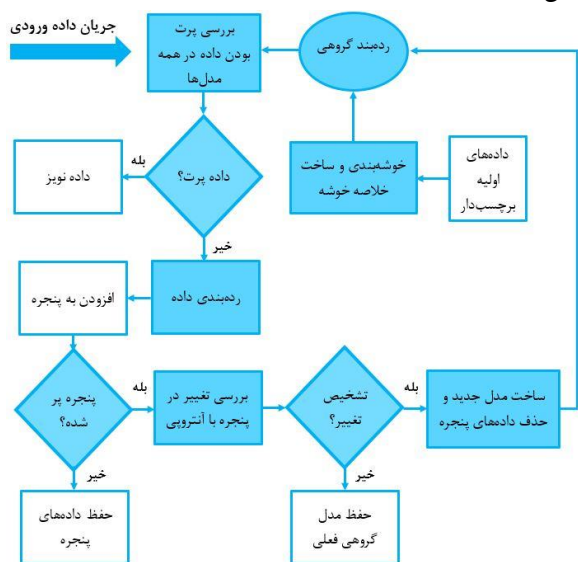 جریان داده ورودی
بررسی پرت
بودن داده در همه
مدل‌ها
رده‌بند گروهی
داده پرت؟
بله
داده نویز
خوشه‌بندی و ساخت
خلاصه خوشه
داده‌های
اولیه
برچسب‌دار
خیر
رده‌بندی داده
افزودن به پنجره
پنجره پر
شده؟
بله
بررسی تغییر در
پنجره با آنتروپی
تشخیص
تغییر؟
بله
ساخت مدل جدید و
حذف داده‌های پنجره
خیر
حفظ داده‌های
پنجره
خیر
حفظ مدل
گروهی فعلی